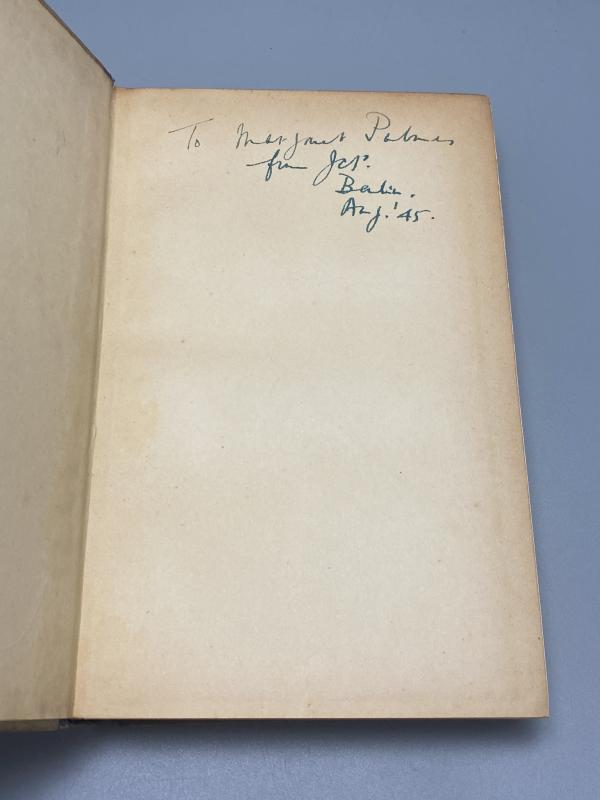 To Margaret Palmer
from JCP.
Berlin.
Aug. '45.